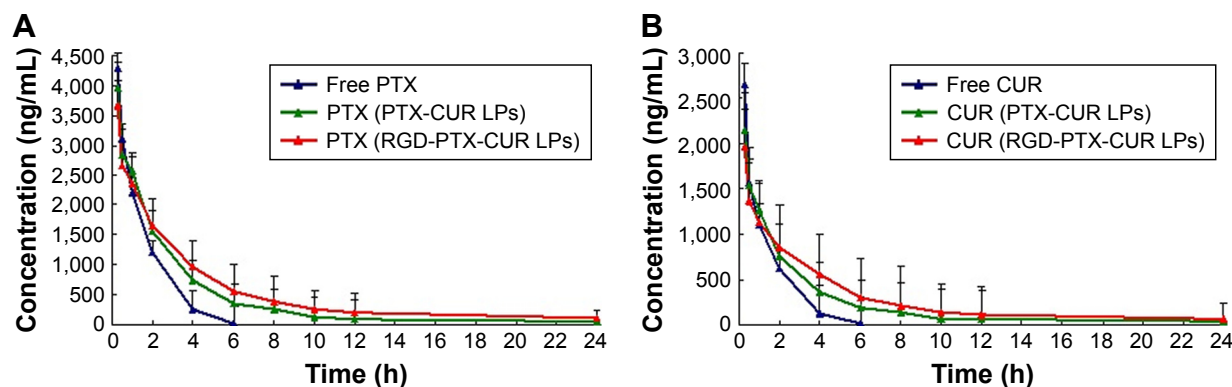 A
Concentration (ng/mL)
4,500
4,000
3,500
3,000
2,500
2,000
1,500
1,000
500
0
Free PTX
PTX (PTX-CUR LPs)
PTX (RGD-PTX-CUR LPs)
0 2 4 6 8 10 12 14 16 18 20 22 24
Time (h)
B
Concentration (ng/mL)
3,000
2,500
2,000
1,500
1,000
500
0
Free CUR
CUR (PTX-CUR LPs)
CUR (RGD-PTX-CUR LPs)
0 2 4 6 8 10 12 14 16 18 20 22 24
Time (h)